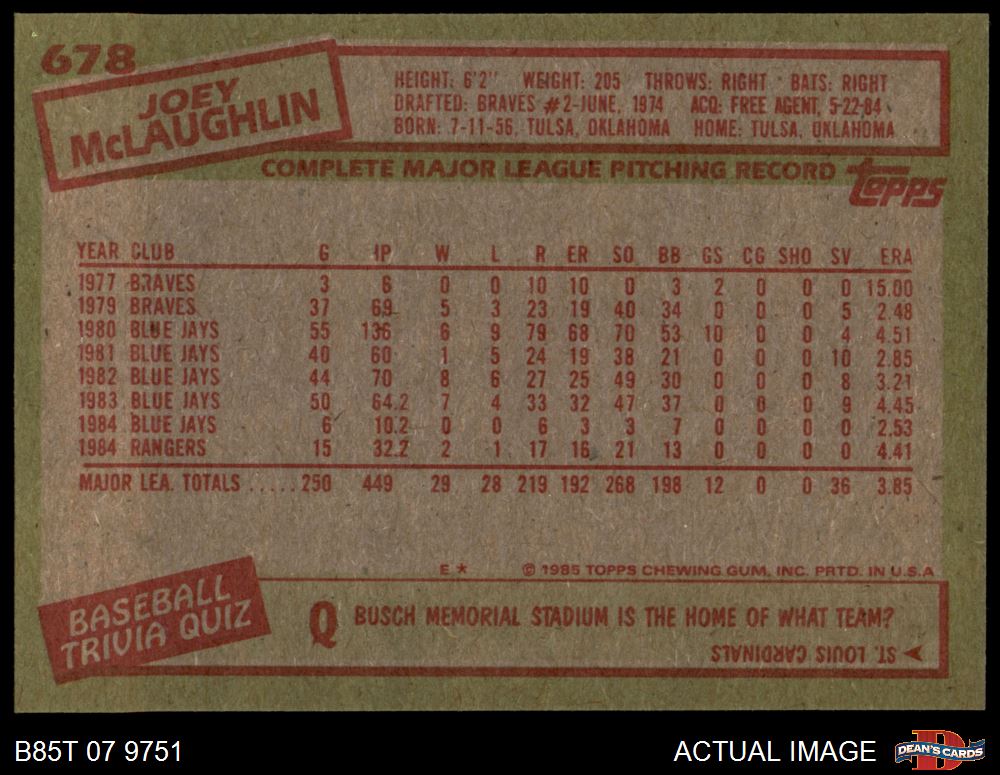 678
JOEY
McLAUGHLIN
HEIGHT: 6'2" WEIGHT: 205 THROWS: RIGHT BATS: RIGHT
DRAFTED: BRAVES #2-JUNE, 1974 ACQ: FREE AGENT, 5-22-84
BORN: 7-11-56, TULSA, OKLAHOMA HOME: TULSA, OKLAHOMA
COMPLETE MAJOR LEAGUE PITCHING RECORD topps
YEAR CLUB G IP W L R ER SO BB GS CG SHO SV ERA
1977 BRAVES 3 6 0 0 10 10 0 3 2 0 0 0 15.00
1979 BRAVES 37 69 5 3 23 19 40 34 0 0 0 5 2.48
1980 BLUE JAYS 55 136 6 9 79 68 70 53 10 0 0 4 4.51
1981 BLUE JAYS 40 60 1 5 24 19 38 21 0 0 0 10 2.85
1982 BLUE JAYS 44 70 8 6 27 25 49 30 0 0 0 8 3.21
1983 BLUE JAYS 50 64.2 7 4 33 32 47 37 0 0 0 9 4.45
1984 BLUE JAYS 6 10.2 0 0 6 3 3 7 0 0 0 0 2.53
1984 RANGERS 15 32.2 2 1 17 16 21 13 0 0 0 0 4.41
MAJOR LEA. TOTALS ..... 250 449 29 28 219 192 268 198 12 0 0 36 3.85
E * © 1985 TOPPS CHEWING GUM, INC. PRTD. IN U.S.A
BASEBALL
TRIVIA QUIZ
Q BUSCH MEMORIAL STADIUM IS THE HOME OF WHAT TEAM?
ST. LOUIS CARDINALS
B85T 07 9751 ACTUAL IMAGE DEAN'S CARDS